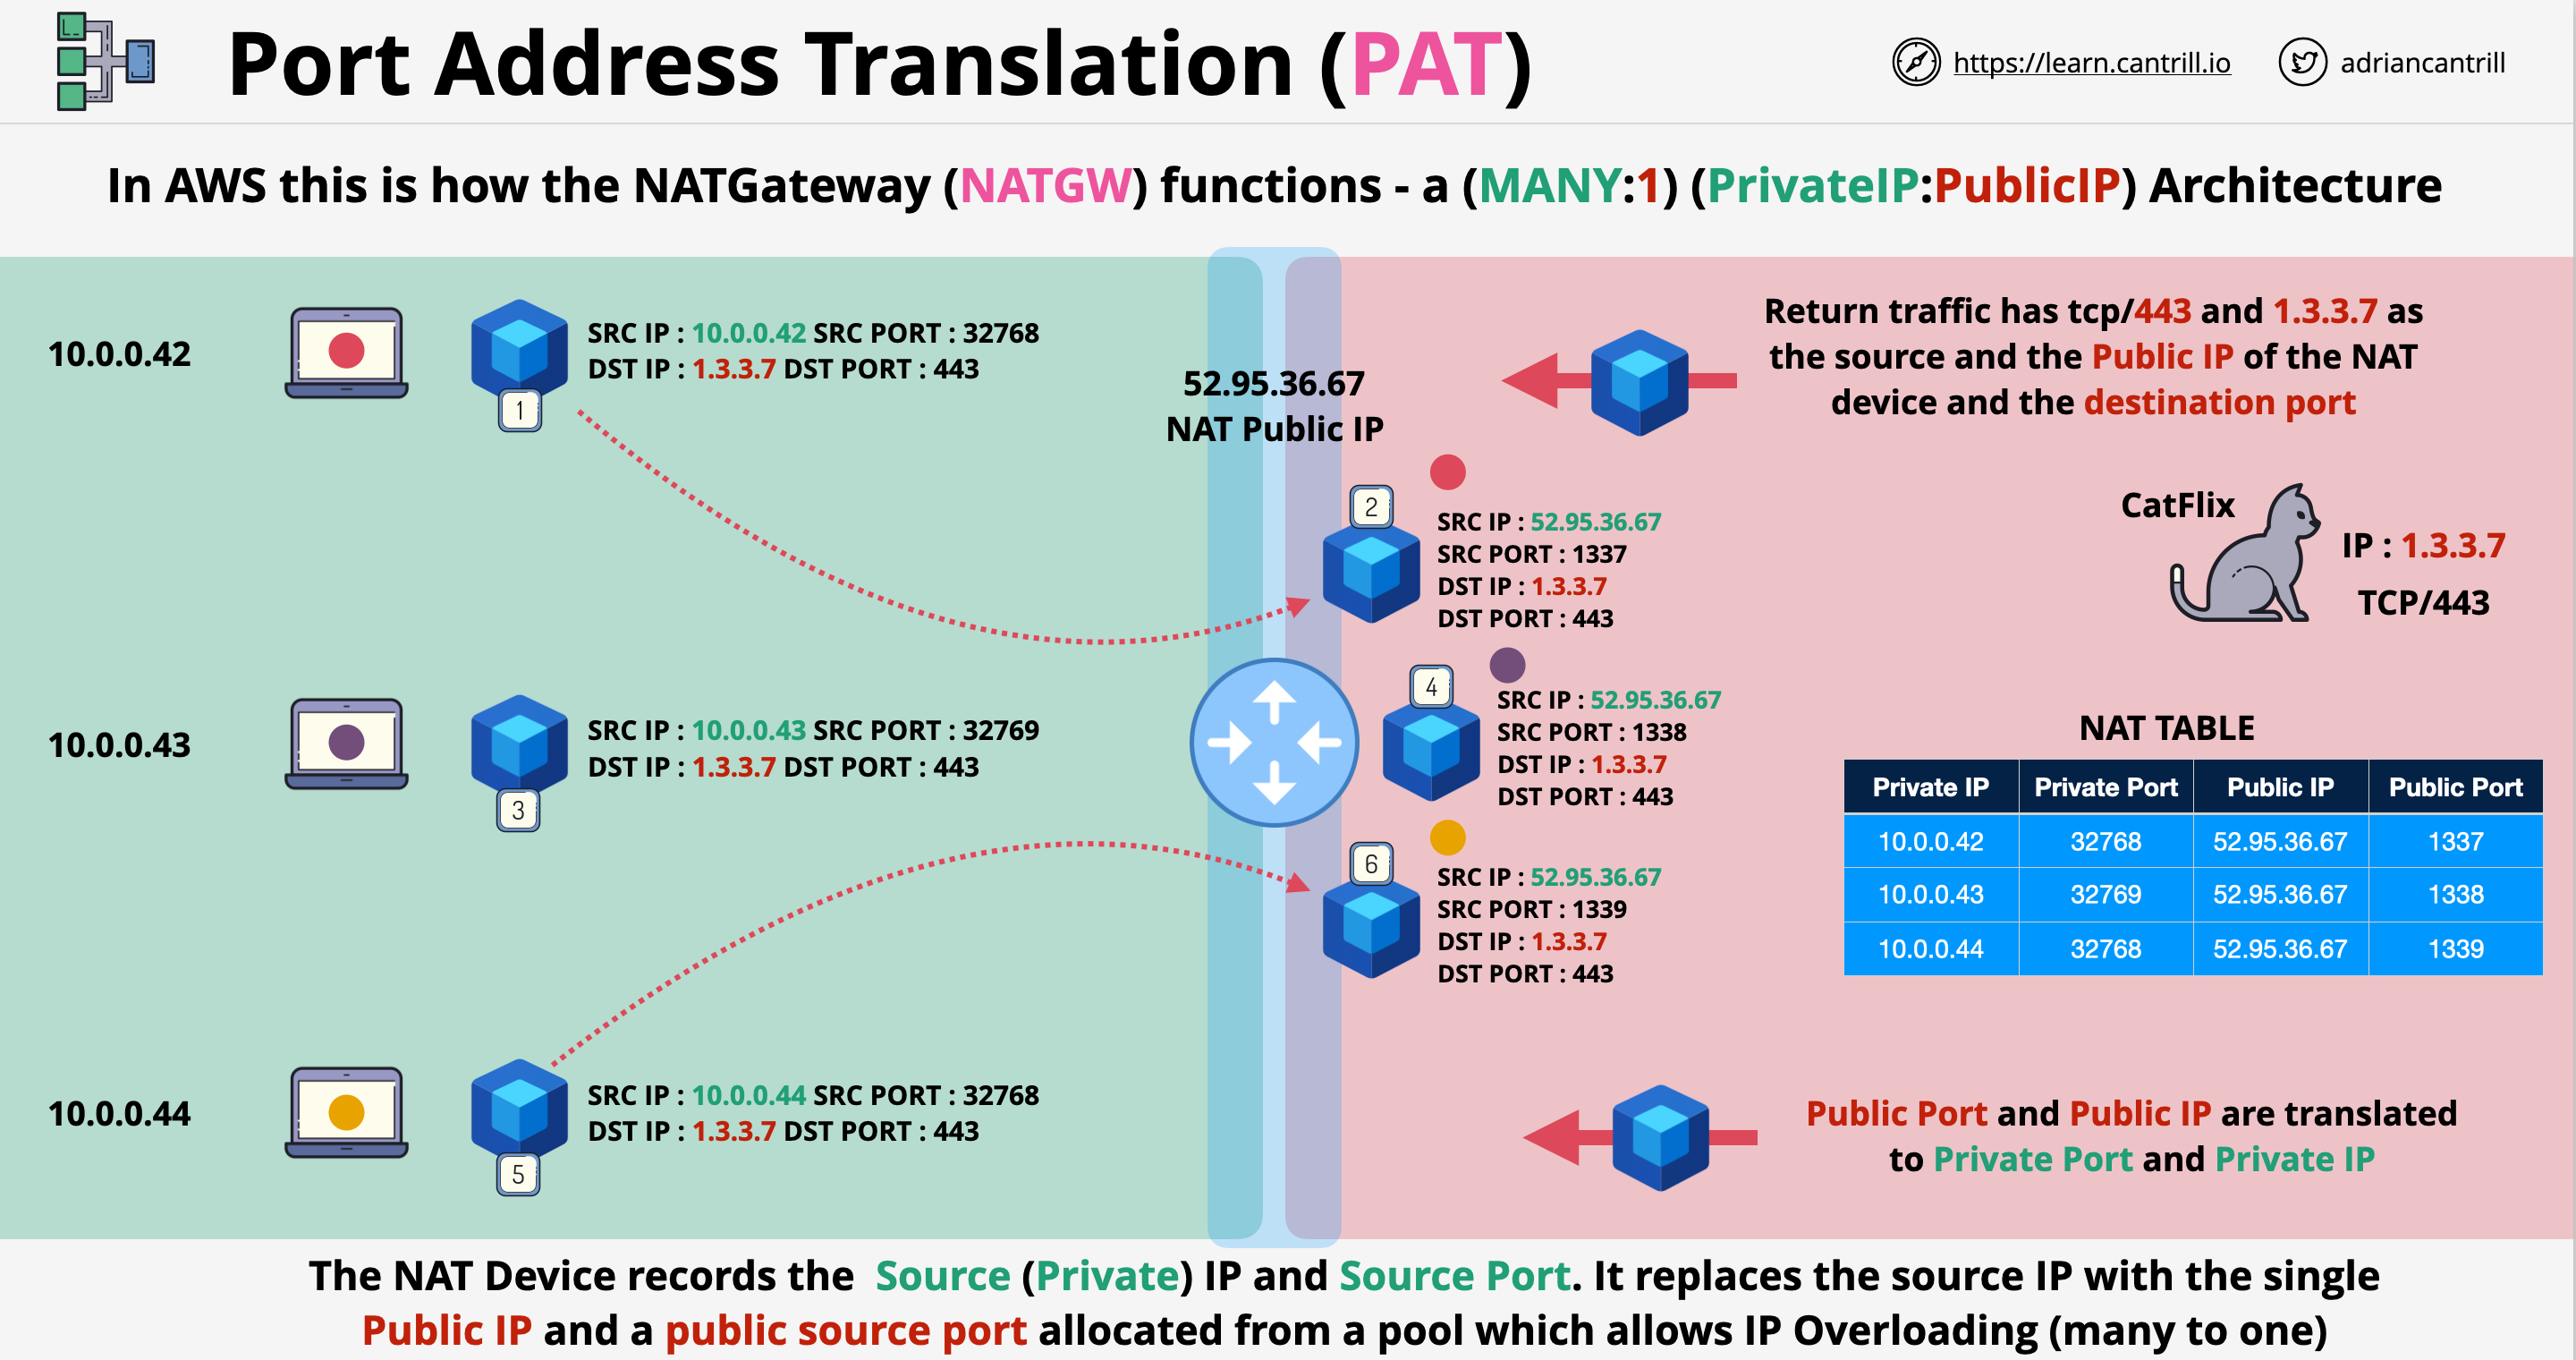 Port Address Translation (PAT)
https://learn.cantrill.io
adriancantrill
In AWS this is how the NATGateway (NATGW) functions - a (MANY:1) (PrivateIP:PublicIP) Architecture
10.0.0.42
SRC IP : 10.0.0.42 SRC PORT : 32768
DST IP : 1.3.3.7 DST PORT : 443
1
52.95.36.67
NAT Public IP
Return traffic has tcp/443 and 1.3.3.7 as
the source and the Public IP of the NAT
device and the destination port
2
SRC IP : 52.95.36.67
SRC PORT : 1337
DST IP : 1.3.3.7
DST PORT : 443
CatFlix
IP : 1.3.3.7
TCP/443
10.0.0.43
SRC IP : 10.0.0.43 SRC PORT : 32769
DST IP : 1.3.3.7 DST PORT : 443
3
4
SRC IP : 52.95.36.67
SRC PORT : 1338
DST IP : 1.3.3.7
DST PORT : 443
6
SRC IP : 52.95.36.67
SRC PORT : 1339
DST IP : 1.3.3.7
DST PORT : 443
NAT TABLE
Private IP Private Port Public IP Public Port
10.0.0.42 32768 52.95.36.67 1337
10.0.0.43 32769 52.95.36.67 1338
10.0.0.44 32768 52.95.36.67 1339
10.0.0.44
SRC IP : 10.0.0.44 SRC PORT : 32768
DST IP : 1.3.3.7 DST PORT : 443
5
Public Port and Public IP are translated
to Private Port and Private IP
The NAT Device records the Source (Private) IP and Source Port. It replaces the source IP with the single
Public IP and a public source port allocated from a pool which allows IP Overloading (many to one)